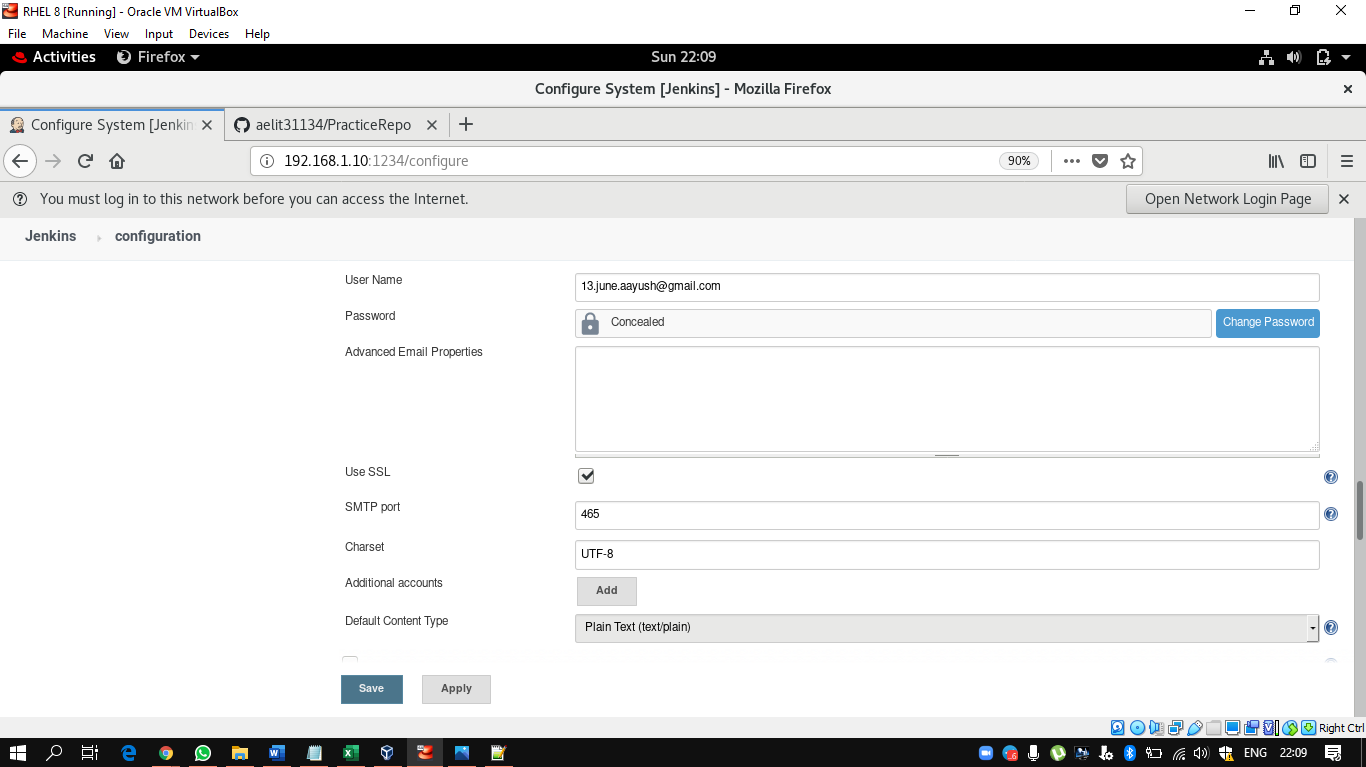 RHEL 8 [Running] - Oracle VM VirtualBox
File Machine View Input Devices Help
Activities Firefox Sun 22:09
Configure System [Jenkins] - Mozilla Firefox
Configure System [Jenkin aelit31134/PracticeRepo
192.168.1.10:1234/configure 90%
You must log in to this network before you can access the Internet. Open Network Login Page
Jenkins configuration
User Name 13.june.aayush@gmail.com
Password Concealed Change Password
Advanced Email Properties
Use SSL
SMTP port 465
Charset UTF-8
Additional accounts Add
Default Content Type Plain Text (text/plain)
Save Apply
Right Ctrl
ENG 22:09